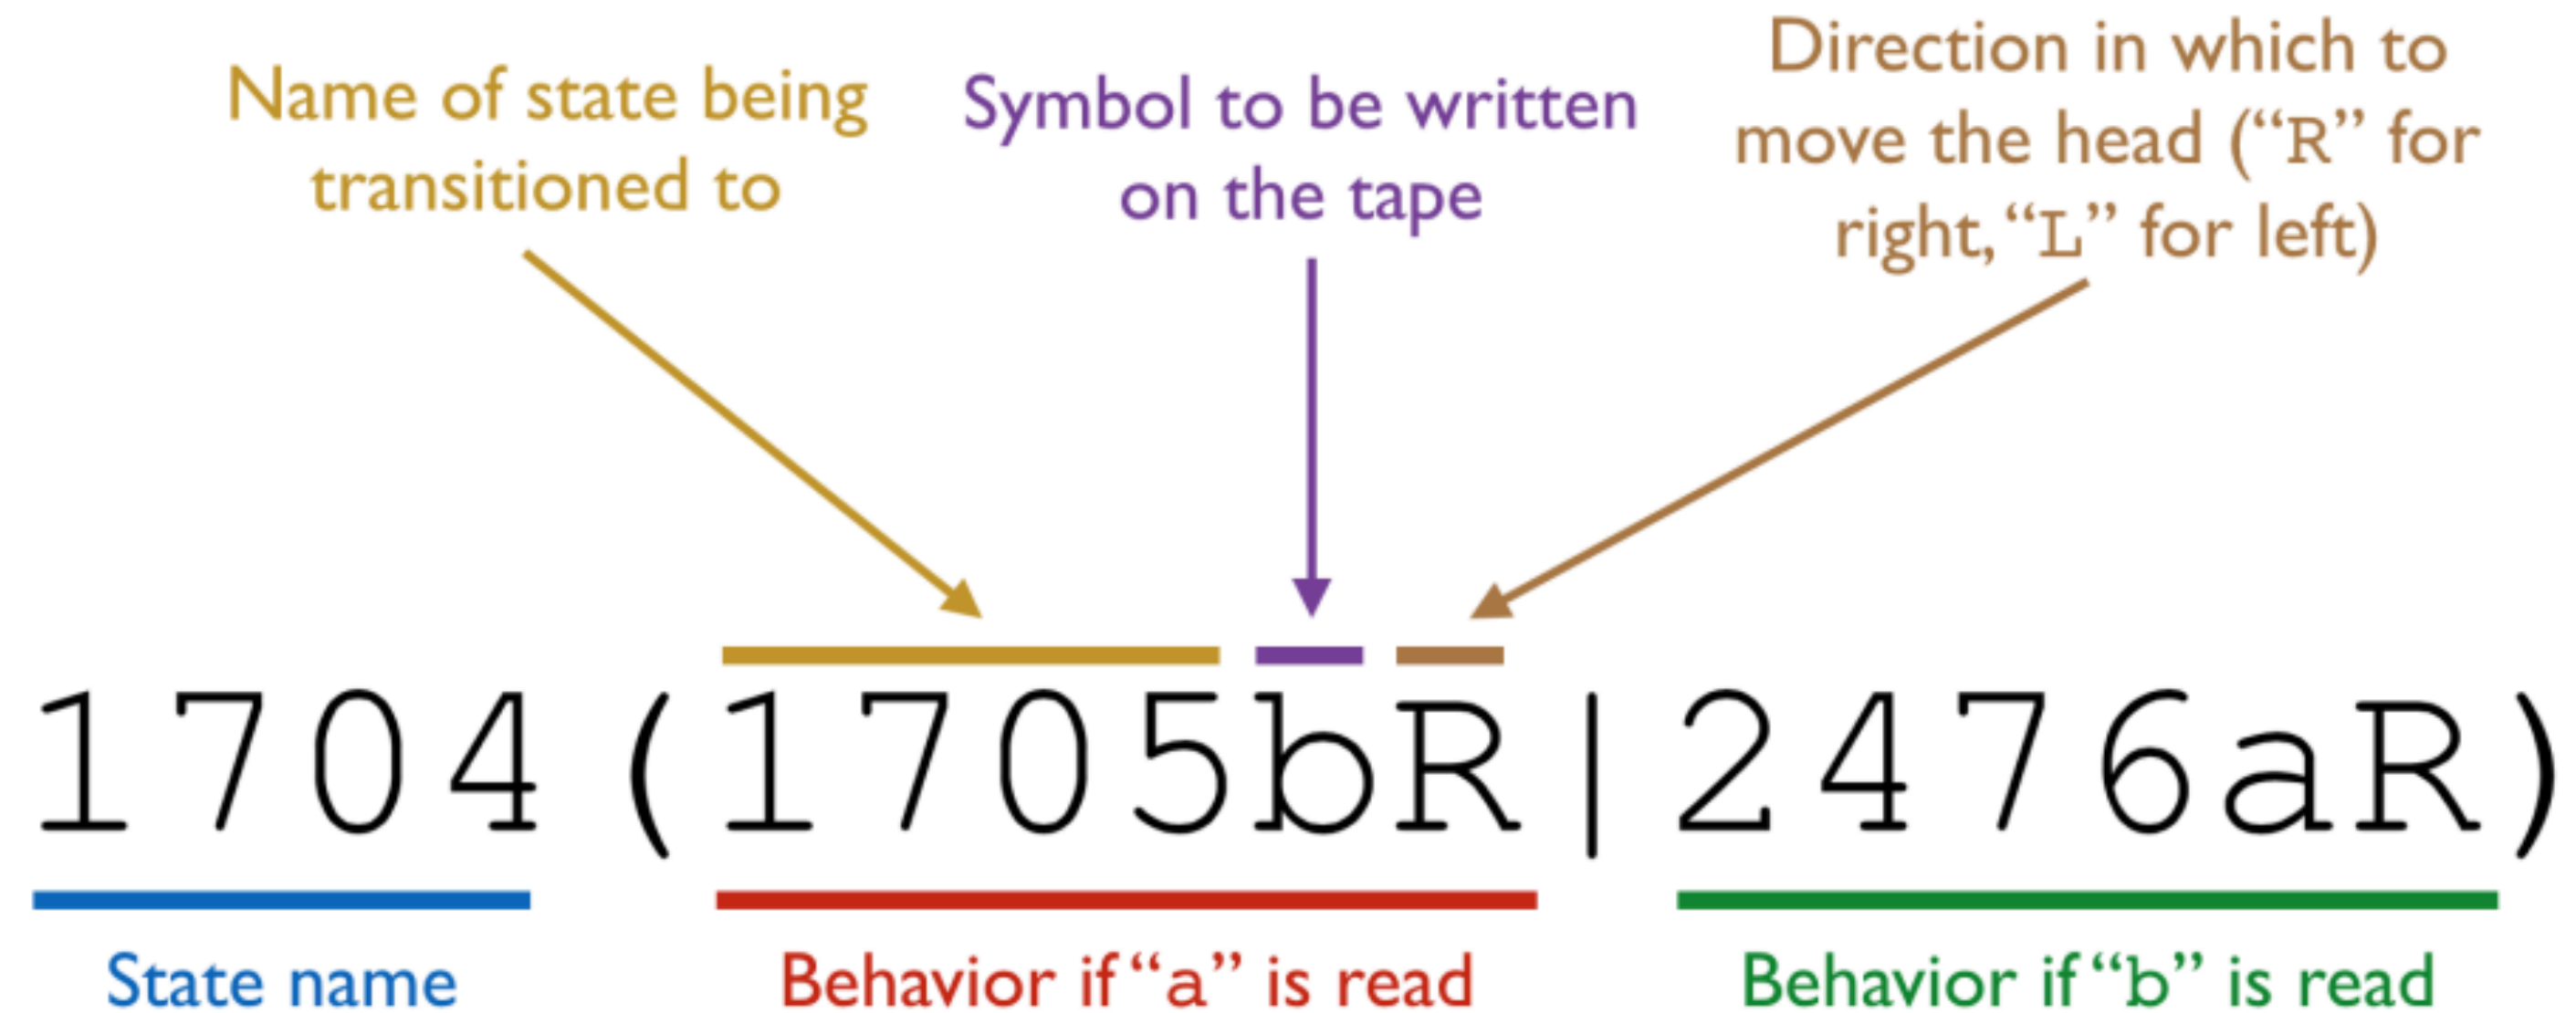 Name of state being
transitioned to
Symbol to be written
on the tape
Direction in which to
move the head (“R” for
right, “L” for left)
1704(1705bR|2476aR)
State name
Behavior if “a” is read
Behavior if “b” is read